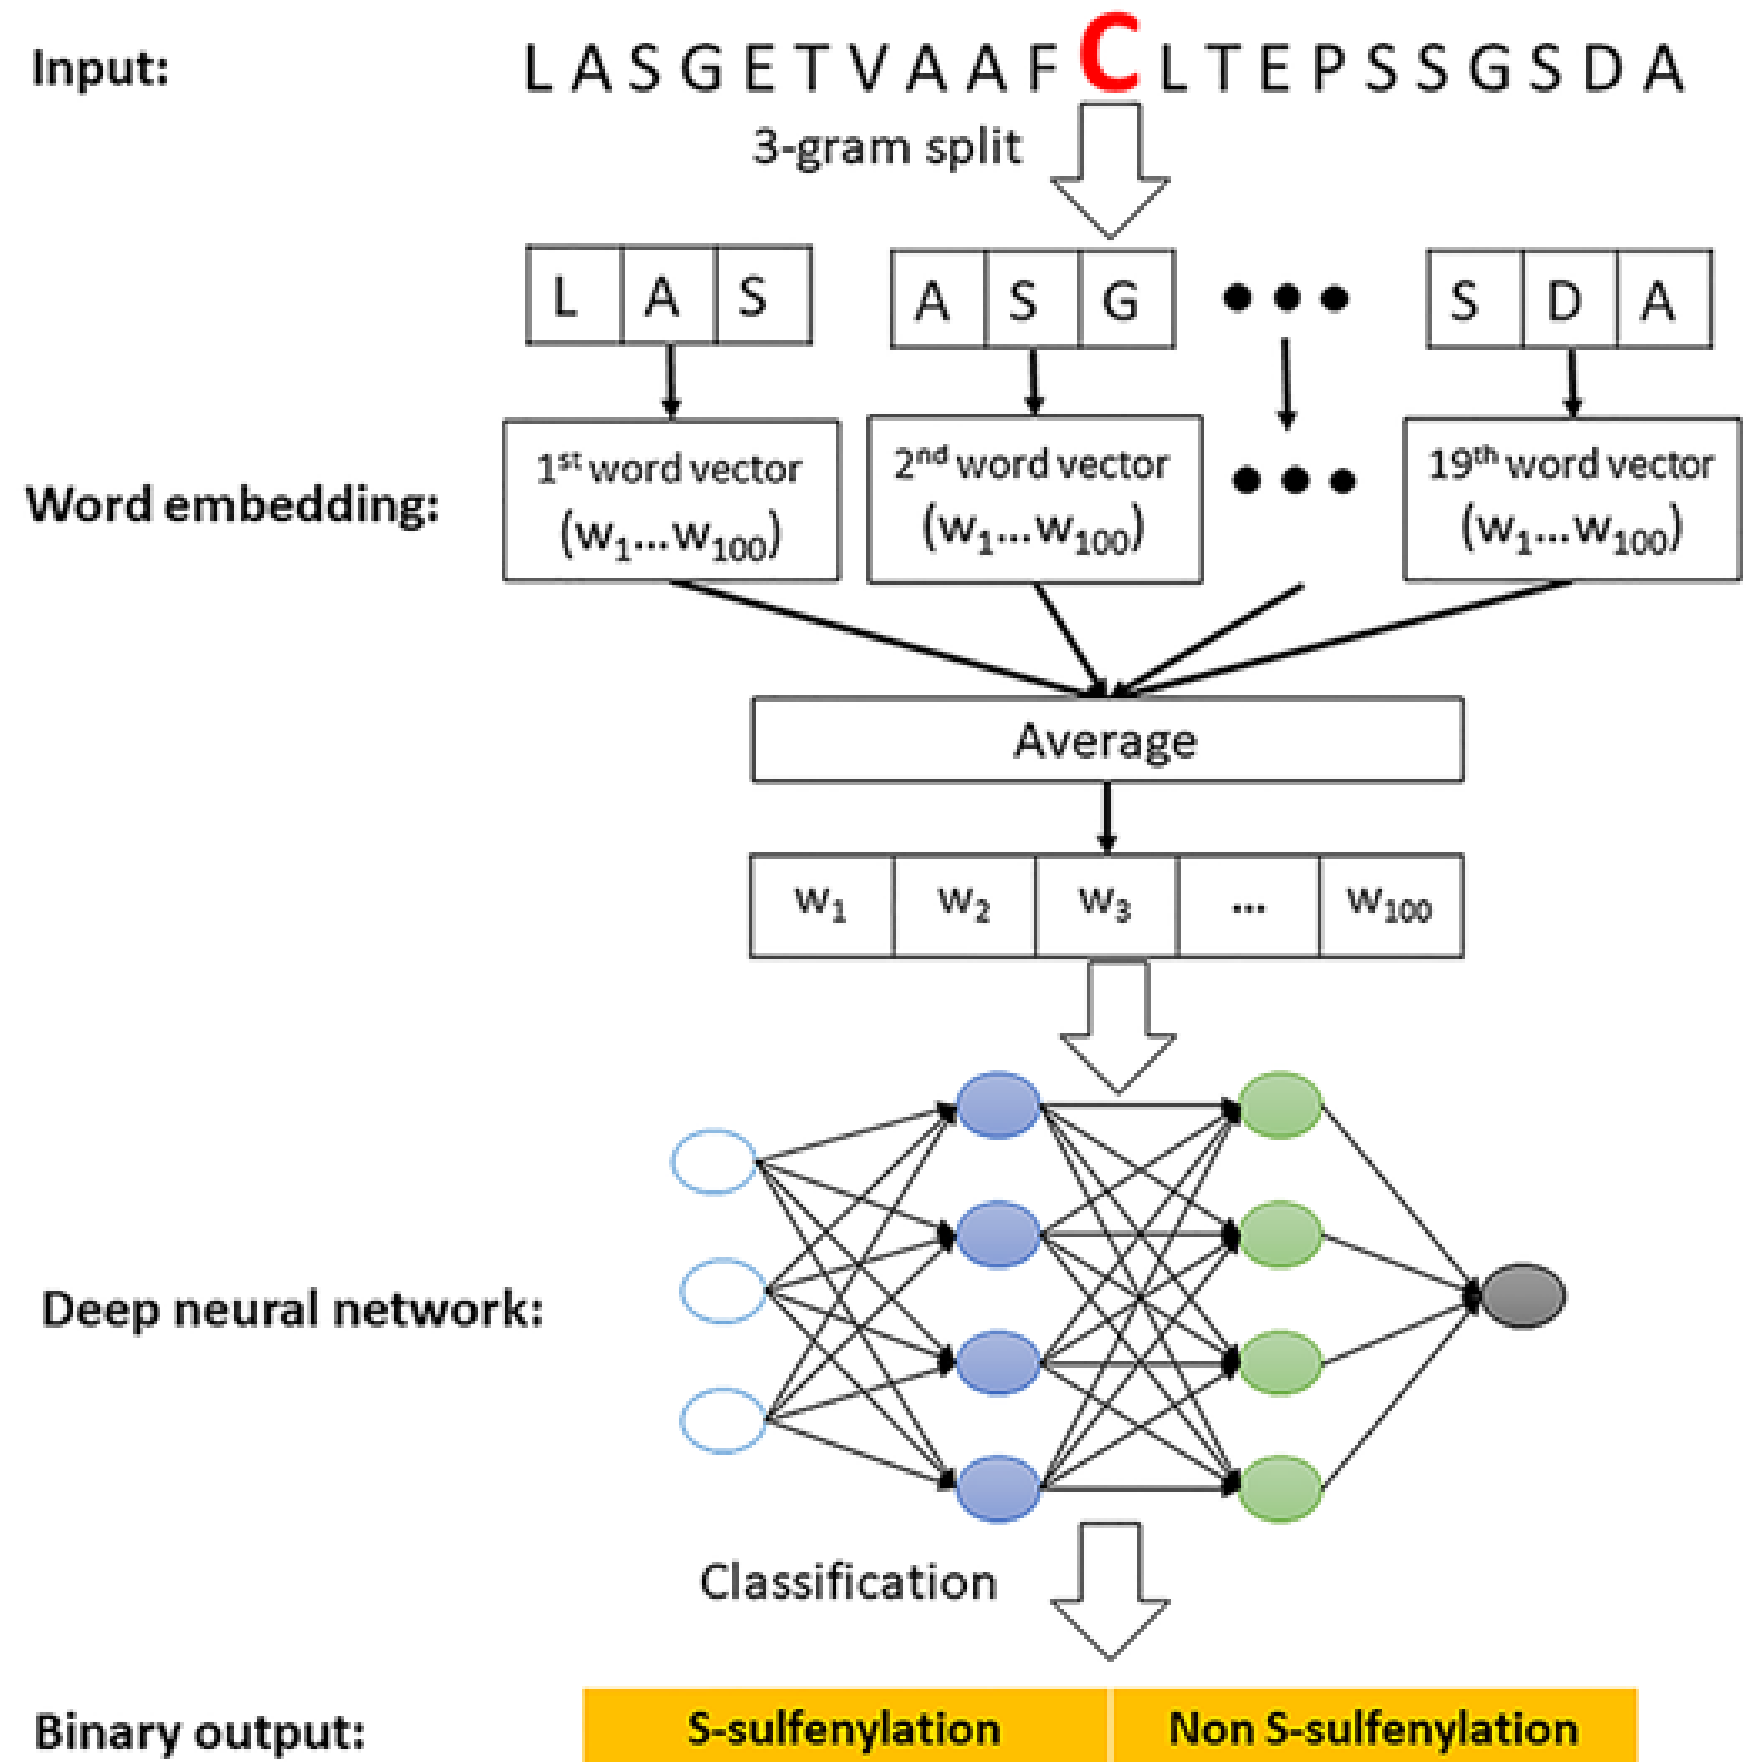 Input: L A S G E T V A A F C L T E P S S G S D A
3-gram split
L A S A S G ••• S D A
1st word vector 2nd word vector ••• 19th word vector
(w1...w100) (w1...w100) (w1...w100)
Word embedding:
Average
w1 w2 w3 ... w100
Deep neural network:
Classification
Binary output: S-sulfenylation Non S-sulfenylation